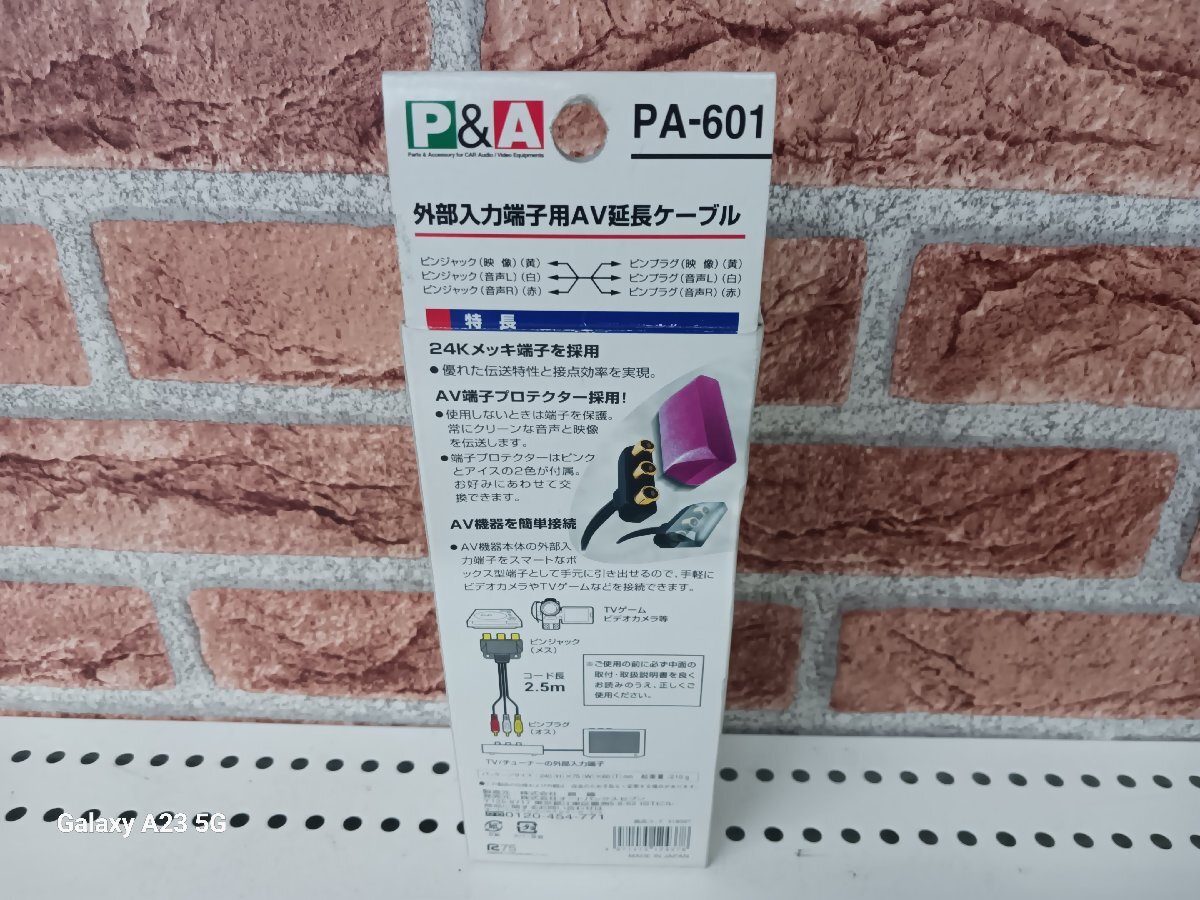 P&A
PA-601
Parts & Accessory for CAR Audio / Video Equipments
外部入力端子用AV延長ケーブル
ピンジャック(映 像)(黄) ピンプラグ(映 像)(黄)
ピンジャック(音声L)(白) ピンプラグ(音声L)(白)
ピンジャック(音声R)(赤) ピンプラグ(音声R)(赤)
特 長
24Kメッキ端子を採用
●優れた伝送特性と接点効率を実現。
AV端子プロテクター採用!
●使用しないときは端子を保護。
常にクリーンな音声と映像
を伝送します。
●端子プロテクターはピンク
とアイスの2色が付属。
お好みにあわせて交
換できます。
AV機器を簡単接続
●AV機器本体の外部入
力端子をスマートなボ
ックス型端子として手元に引き出せるので、手軽に
ビデオカメラやTVゲームなどを接続できます。
TVゲーム
ビデオカメラ等
ピンジャック
(メス)
コード長
2.5m
※ご使用の前に必ず中面の
取付・取扱説明書を良く
お読みのうえ、正しくご
使用ください。
ピンプラグ
(オス)
TV/チューナーの外部入力端子
0120-454-771
R75
MADE IN JAPAN
Galaxy A23 5G